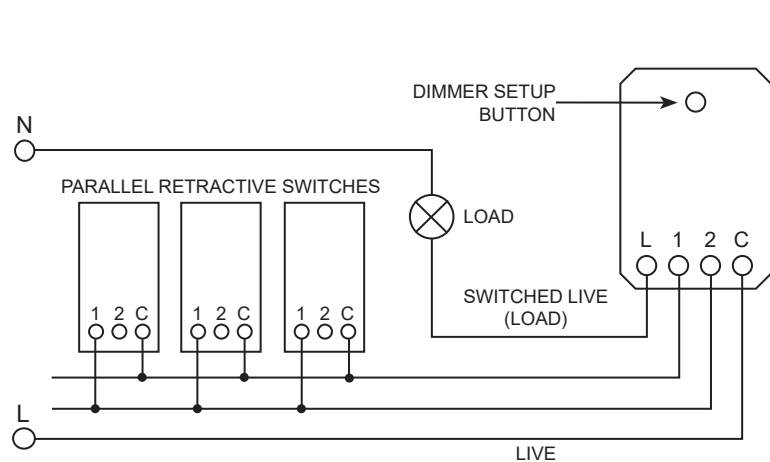 DIMMER SETUP
BUTTON
N
PARALLEL RETRACTIVE SWITCHES
LOAD
L 1 2 C
SWITCHED LIVE
(LOAD)
1 2 C
1 2 C
1 2 C
L
LIVE